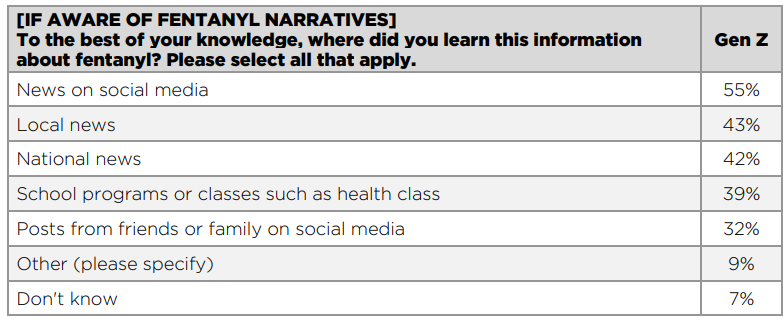 [IF AWARE OF FENTANYL NARRATIVES]
To the best of your knowledge, where did you learn this information
about fentanyl? Please select all that apply.
Gen Z
News on social media 55%
Local news 43%
National news 42%
School programs or classes such as health class 39%
Posts from friends or family on social media 32%
Other (please specify) 9%
Don't know 7%